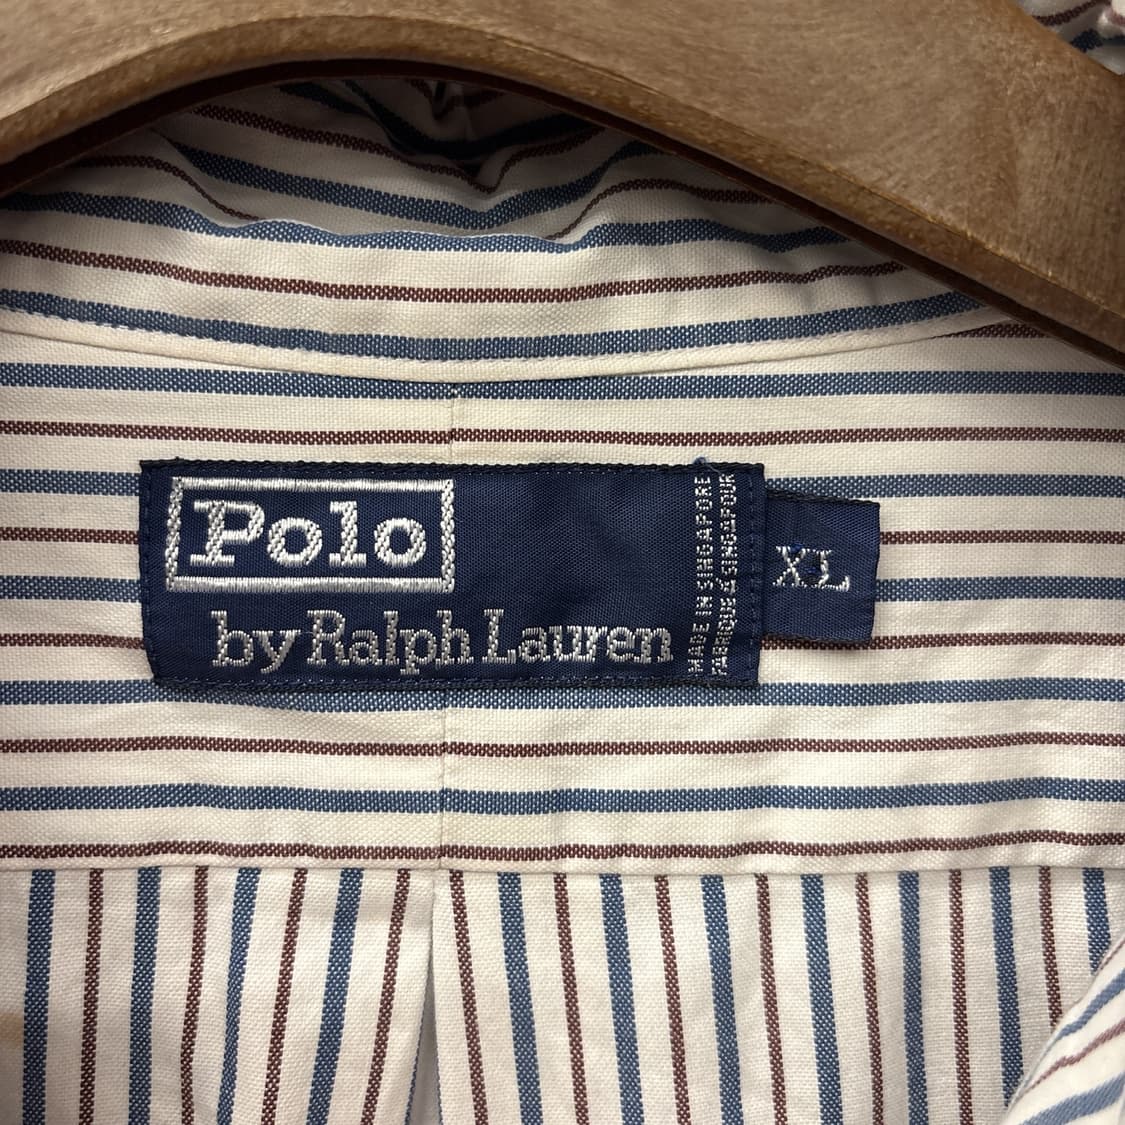 Polo
by Ralph Lauren
MADE IN SINGAPORE
FABRIQUE À SINGAPOUR
XL